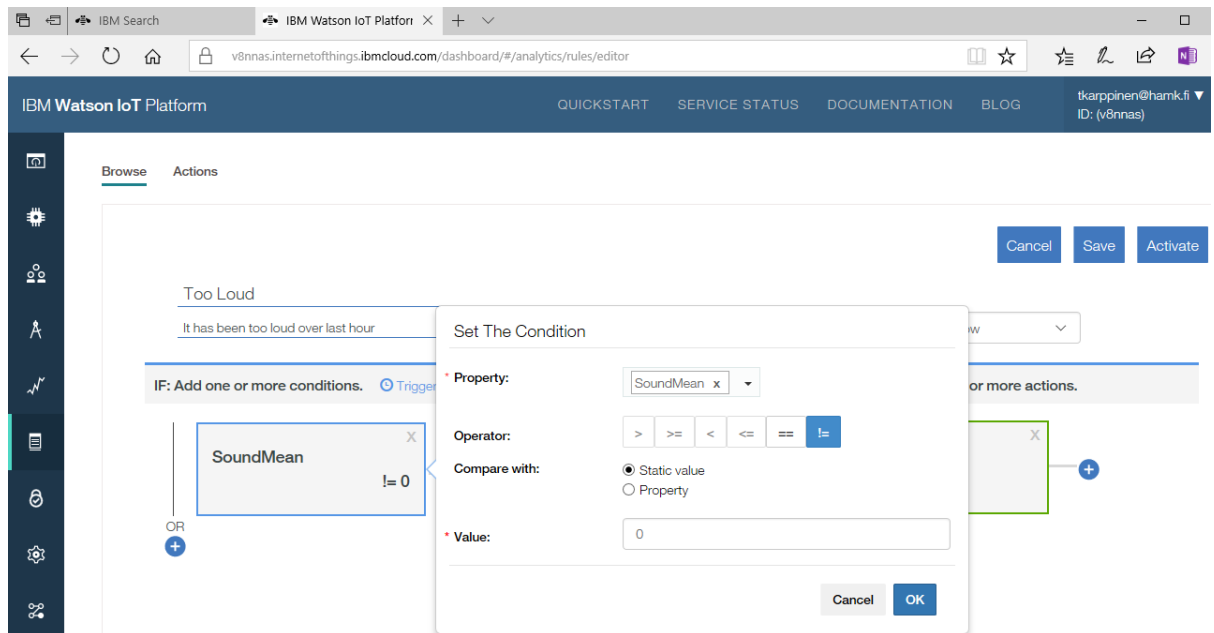 IBM Search
IBM Watson IoT Platforr
v8nnas.internetofthings.ibmcloud.com/dashboard/#/analytics/rules/editor
IBM Watson IoT Platform QUICKSTART SERVICE STATUS DOCUMENTATION BLOG
tkarppinen@hamk.fi ▼
ID: (v8nnas)
Browse Actions
Cancel Save Activate
Too Loud
It has been too loud over last hour
ow
IF: Add one or more conditions. Trigger
or more actions.
SoundMean X
!= 0
OR
+
X
+
Set The Condition
* Property: SoundMean x
Operator: > >= < <= == !=
Compare with: Static value
Property
* Value: 0
Cancel OK